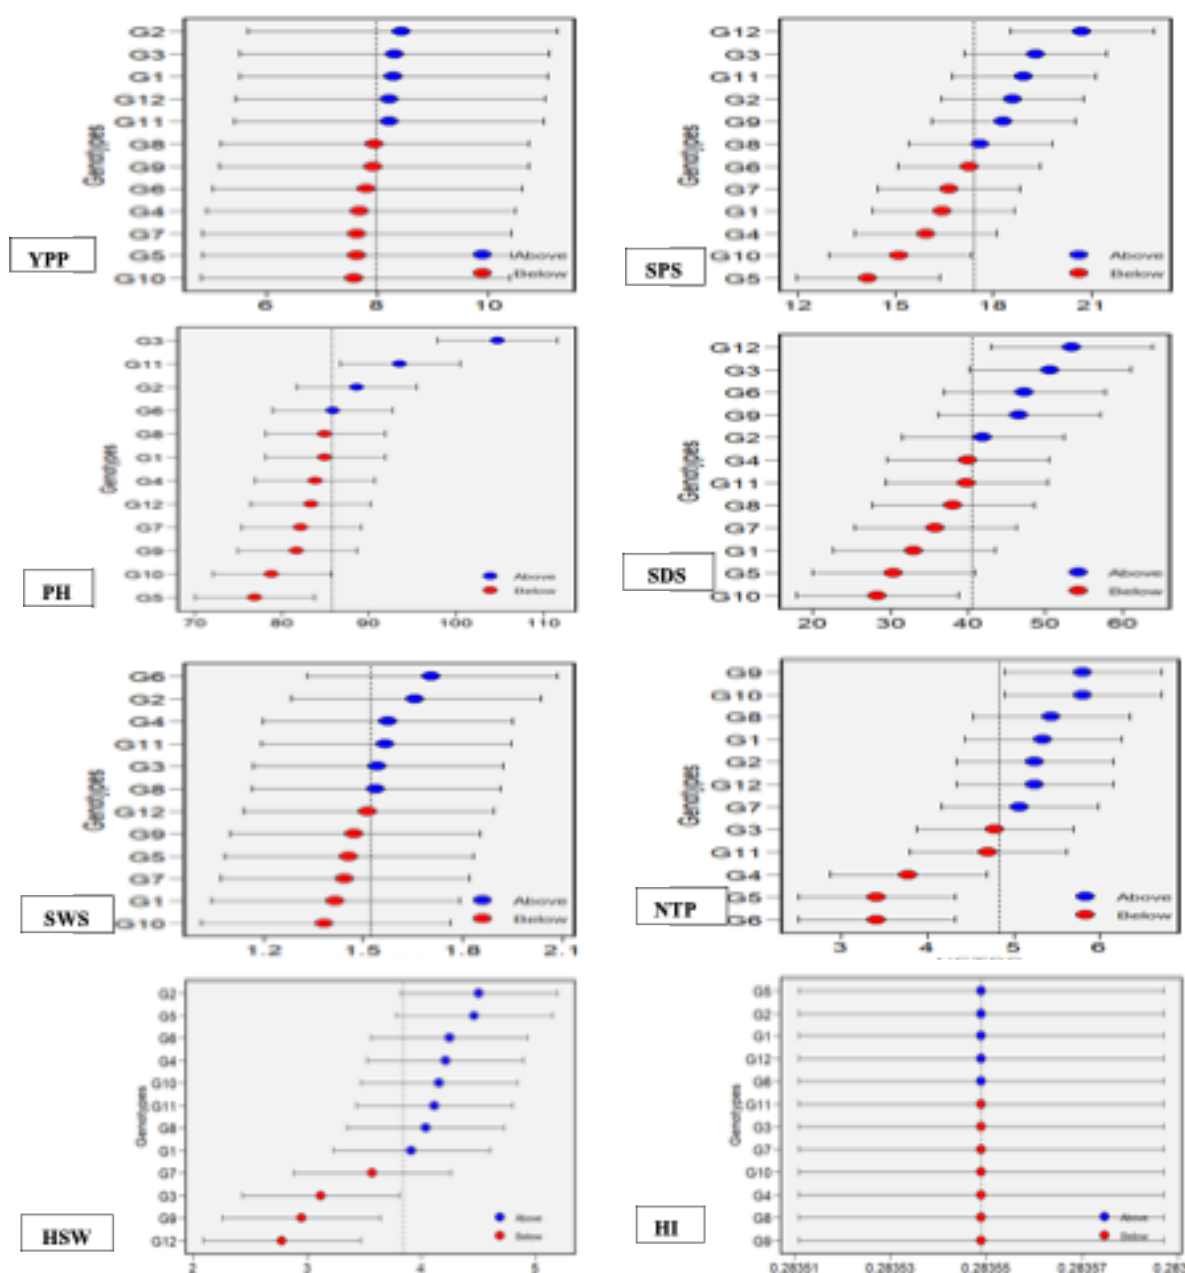 G2
G3
G1
G12
G11
G8
G9
G6
G4
G7
G5
G10
Genotypes
YPP
Above
Below
6 8 10
G12
G3
G11
G2
G9
G8
G6
G7
G1
G4
G10
G5
Genotypes
SPS
Above
Below
12 15 18 21
G3
G11
G2
G6
G8
G1
G4
G12
G7
G9
G10
G5
Genotypes
PH
Above
Below
70 80 90 100 110
G12
G3
G6
G9
G2
G4
G11
G8
G7
G1
G5
G10
Genotypes
SDS
Above
Below
20 30 40 50 60
G6
G2
G4
G11
G3
G8
G12
G9
G5
G7
G1
G10
Genotypes
SWS
Above
Below
1.2 1.5 1.8 2.1
G9
G10
G8
G1
G2
G12
G7
G3
G11
G4
G5
G6
Genotypes
NTP
Above
Below
3 4 5 6
G2
G5
G6
G4
G10
G11
G8
G1
G7
G3
G9
G12
Genotypes
HSW
Above
Below
2 3 4 5
G5
G2
G1
G12
G6
G11
G3
G7
G10
G4
G8
G9
Genotypes
HI
Above
Below
0.28351 0.28353 0.28355 0.28357